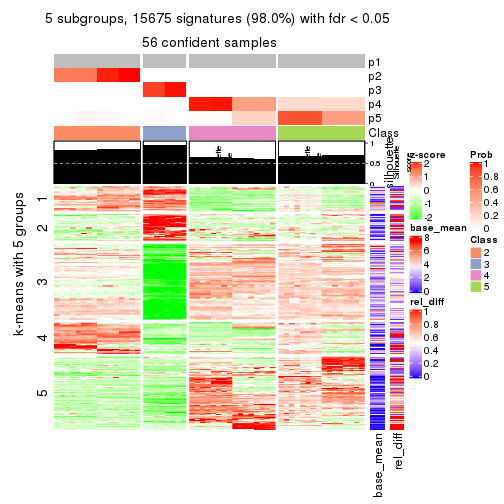 5 subgroups, 15675 signatures (98.0%) with fdr < 0.05
56 confident samples
p1
p2
p3
p4
p5
Class
1
0.5
0
silhouette
score
k-means with 5 groups
1
2
3
4
5
base_mean
rel_diff
z-score
2
1
0
-1
-2
base_mean
8
6
4
2
0
rel_diff
1
0.8
0.6
0.4
0.2
0
Prob
1
0.8
0.6
0.4
0.2
0
Class
2
3
4
5